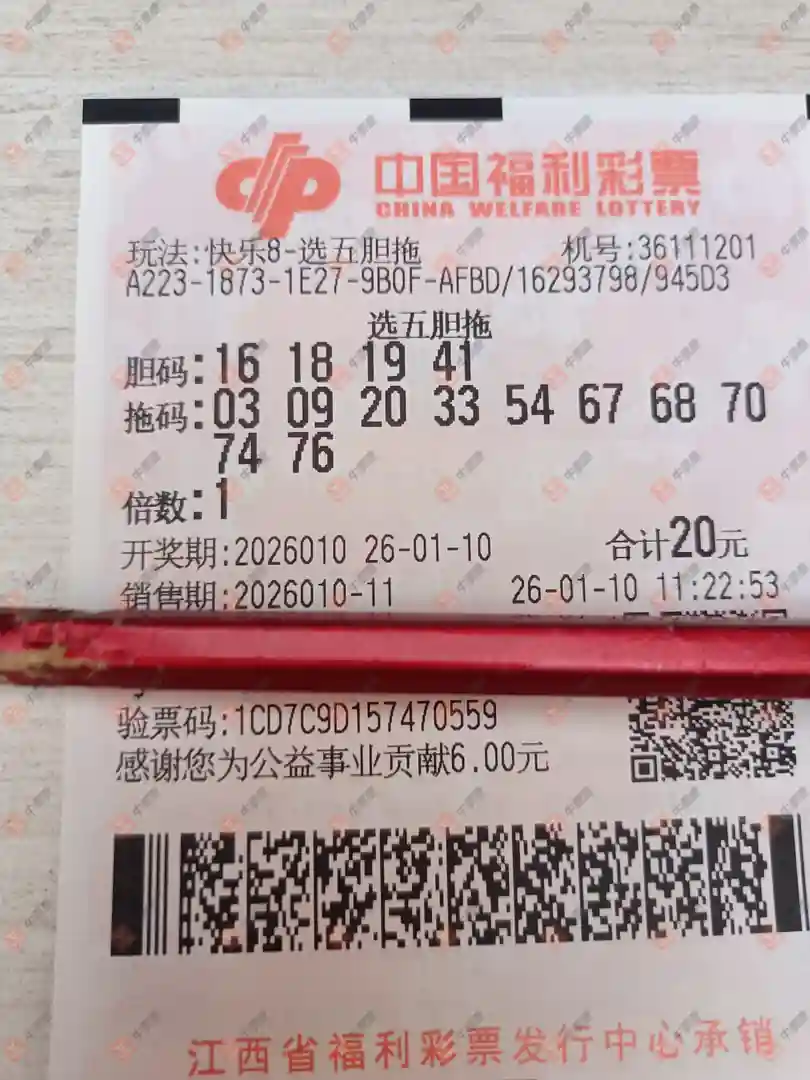 中国福利彩票
CHINA WELFARE LOTTERY
玩法:快乐8-选五胆拖 机号:36111201
A223-1873-1E27-9B0F-AFBD/16293798/945D3
选五胆拖
胆码:16 18 19 41
拖码:03 09 20 33 54 67 68 70
74 76
倍数:1
开奖期:2026010 26-01-10 合计20元
销售期:2026010-11 26-01-10 11:22:53
验票码:1CD7C9D157470559
感谢您为公益事业贡献6.00元
江西省福利彩票发行中心承销